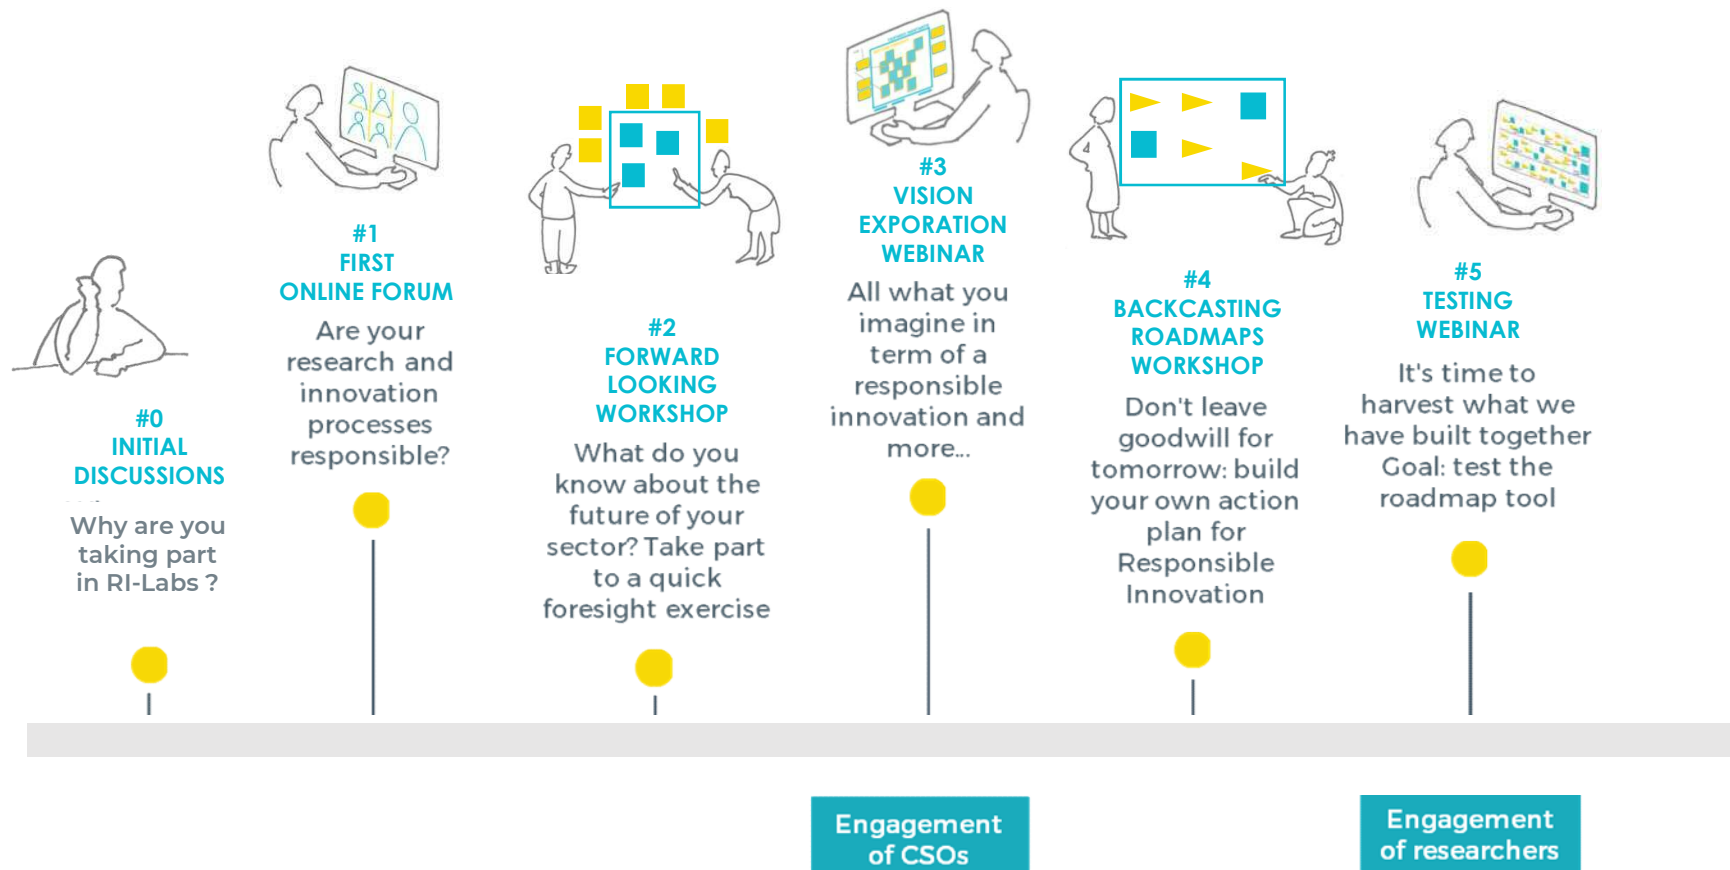 #0
INITIAL
DISCUSSIONS
Why are you
taking part
in RI-Labs ?
#1
FIRST
ONLINE FORUM
Are your
research and
innovation
processes
responsible?
#2
FORWARD
LOOKING
WORKSHOP
What do you
know about the
future of your
sector? Take part
to a quick
foresight exercise
#3
VISION
EXPORATION
WEBINAR
All what you
imagine in
term of a
responsible
innovation and
more...
#4
BACKCASTING
ROADMAPS
WORKSHOP
Don't leave
goodwill for
tomorrow: build
your own action
plan for
Responsible
Innovation
#5
TESTING
WEBINAR
It's time to
harvest what we
have built together
Goal: test the
roadmap tool
Engagement
of CSOs
Engagement
of researchers